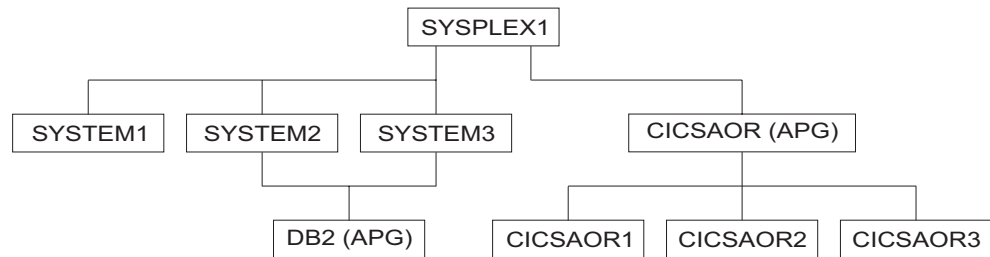 SYSPLEX1
SYSTEM1
SYSTEM2
SYSTEM3
CICSAOR (APG)
DB2 (APG)
CICSAOR1
CICSAOR2
CICSAOR3